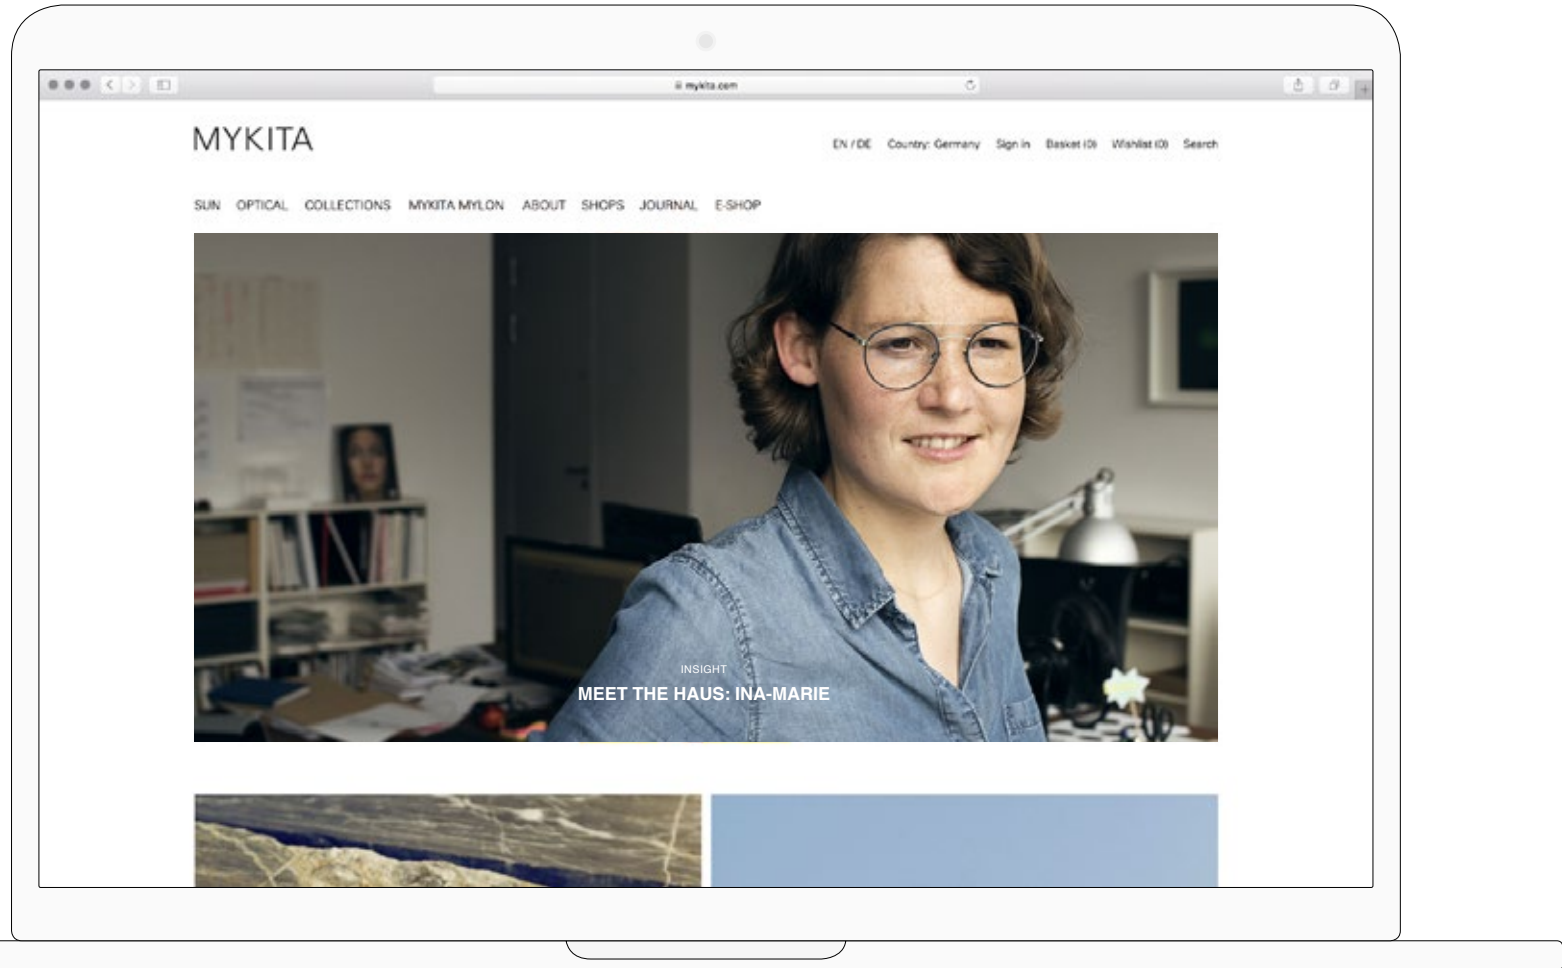 mykita.com
MYKITA
EN / DE Country: Germany Sign in Basket (0) Wishlist (0) Search
SUN OPTICAL COLLECTIONS MYKITA MYLON ABOUT SHOPS JOURNAL E-SHOP
INSIGHT
MEET THE HAUS: INA-MARIE